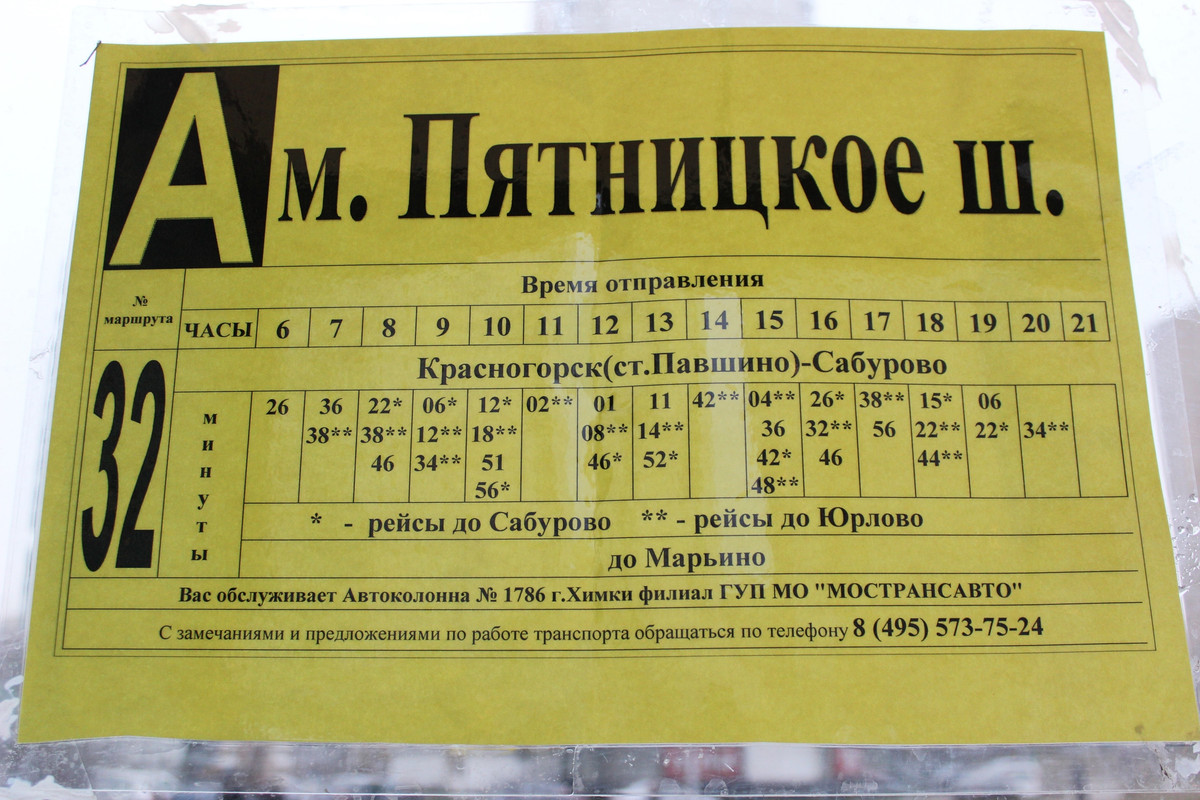 А м. Пятницкое ш.
Время отправления
№ маршрута
ЧАСЫ 6 7 8 9 10 11 12 13 14 15 16 17 18 19 20 21
Красногорск(ст.Павшино)-Сабурово
32
минуты
26 36 22* 06* 12* 02** 01 11 42** 04** 26* 38** 15* 06
38** 38** 12** 18** 08** 14** 36 32** 56 22** 22* 34**
46 34** 51 46* 52* 42* 46 44**
56* 48**
* - рейсы до Сабурово ** - рейсы до Юрлово
до Марьино
Вас обслуживает Автоколонна № 1786 г.Химки филиал ГУП МО "МОСТРАНСАВТО"
С замечаниями и предложениями по работе транспорта обращаться по телефону 8 (495) 573-75-24